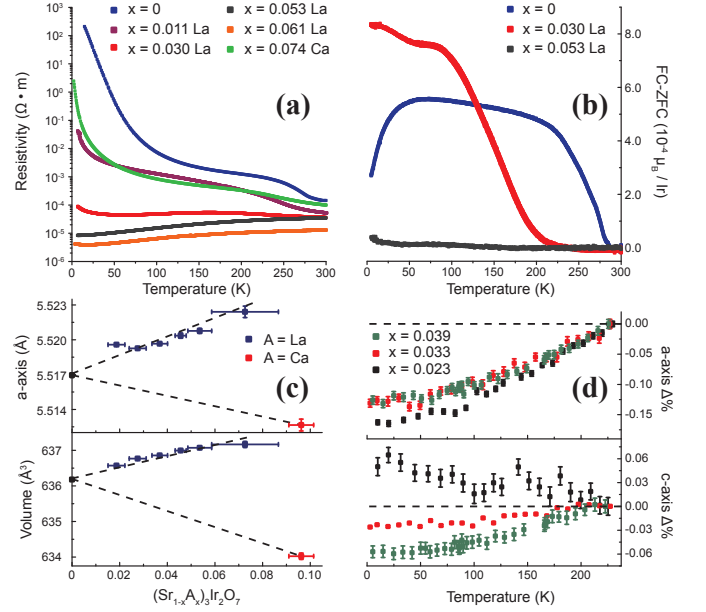 x = 0
x = 0.053 La
x = 0.011 La
x = 0.061 La
x = 0.030 La
x = 0.074 Ca
(a)
Resistivity (Ω • m)
10³
10²
10¹
10⁰
10⁻¹
10⁻²
10⁻³
10⁻⁴
10⁻⁵
10⁻⁶
0 50 100 150 200 250 300
Temperature (K)
x = 0
x = 0.030 La
x = 0.053 La
(b)
FC-ZFC (10⁻⁴ μB / Ir)
8.0
6.0
4.0
2.0
0.0
0 50 100 150 200 250 300
Temperature (K)
5.523
5.520
5.517
5.514
a-axis (Å)
A = La
A = Ca
(c)
637
636
635
634
Volume (Å³)
0.00 0.02 0.04 0.06 0.08 0.10
(Sr1-xAx)3Ir2O7
x = 0.039
x = 0.033
x = 0.023
(d)
0.00
-0.05
-0.10
-0.15
a-axis Δ%
0.06
0.03
0.00
-0.03
-0.06
c-axis Δ%
0 50 100 150 200
Temperature (K)